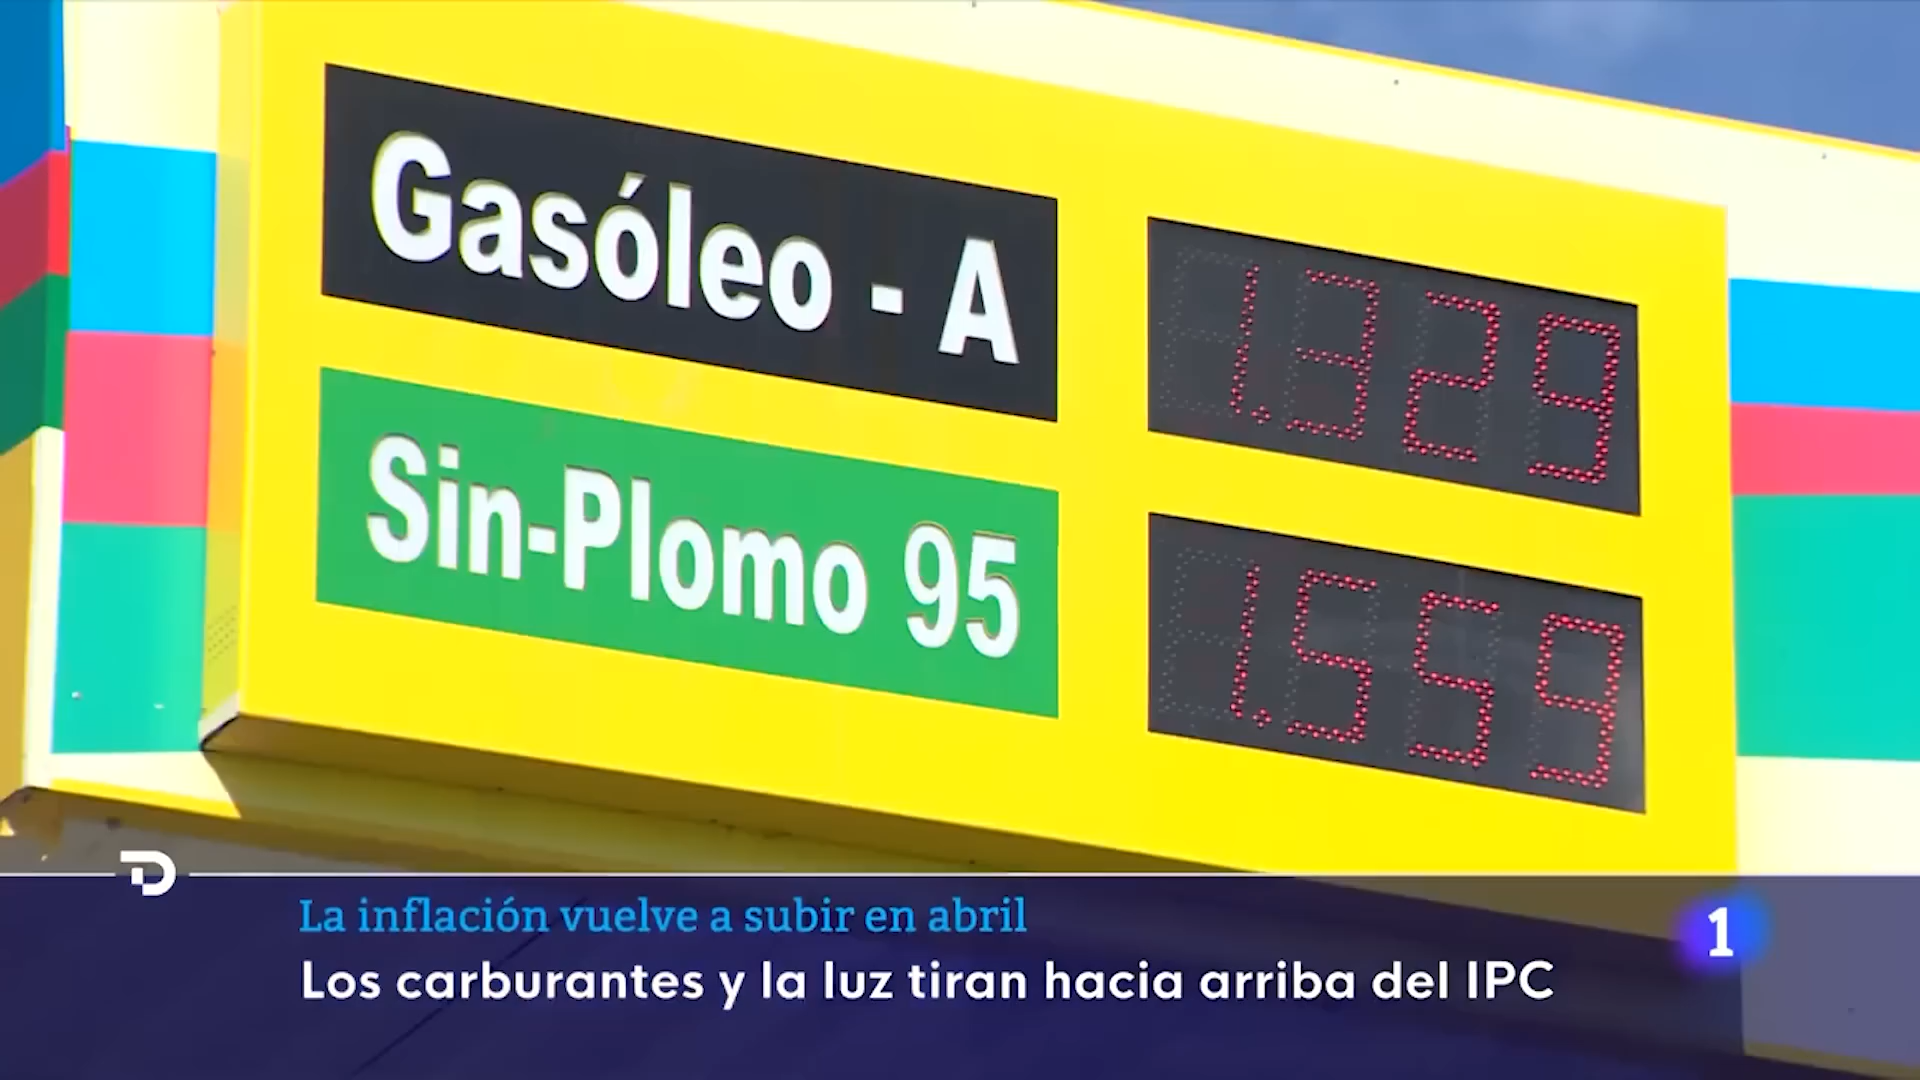 Gasóleo - A
1.329
Sin-Plomo 95
1.559
La inflación vuelve a subir en abril
Los carburantes y la luz tiran hacia arriba del IPC
1